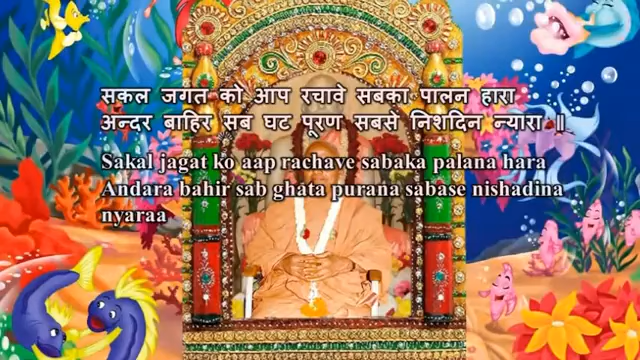 सकल जगत को आप रचावे सबका पालन हारा
अन्दर बाहिर सब घट पूरण सबसें निशदिन न्यारा ॥
Sakal jagat ko aap rachave sabaka palana hara
Andara bahir sab ghata purana sabase nishadina
nyaraa